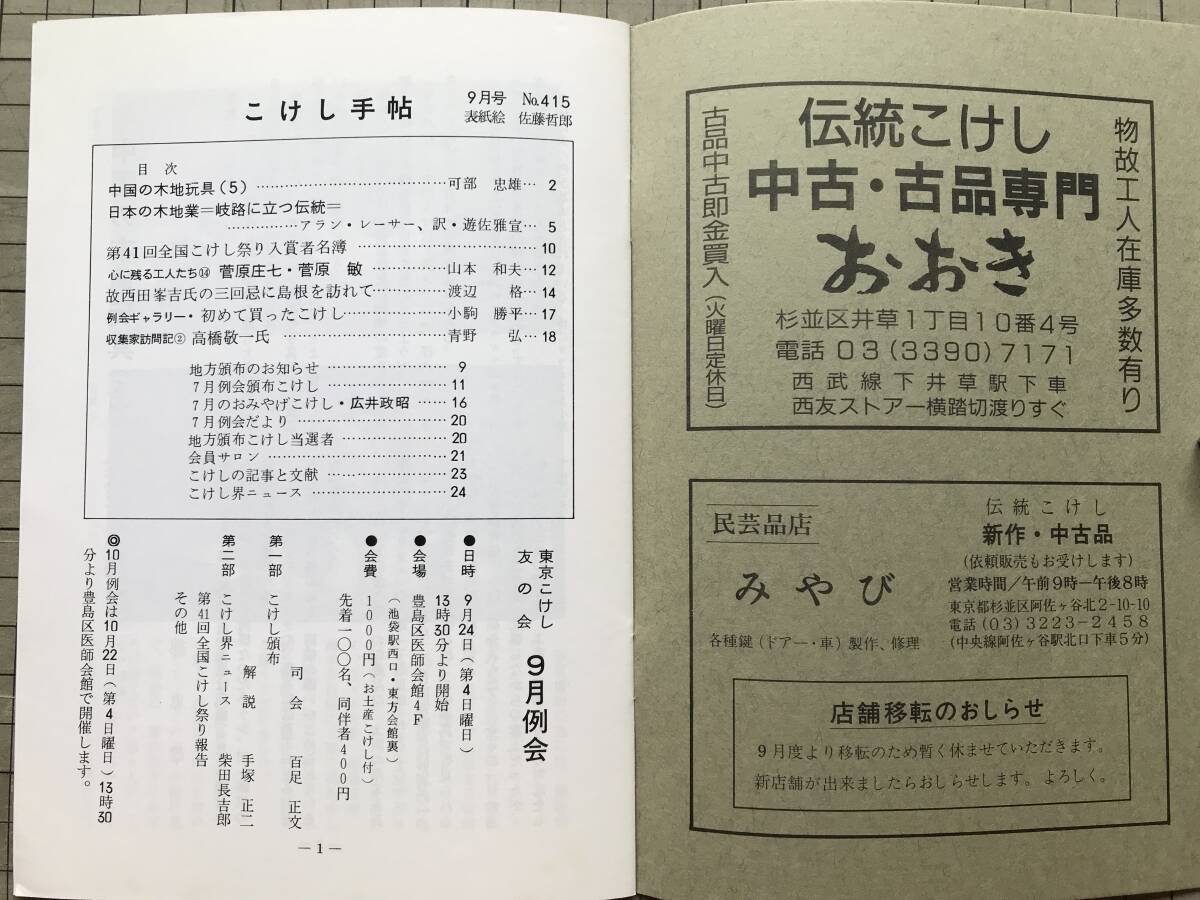 こけし手帖
9月号 No.415
表紙絵 佐藤哲郎
目次
中国の木地玩具(5)……………………………可部 忠雄… 2
日本の木地業=岐路に立つ伝統=
……………アラン・レーサー、訳・遊佐雅宣… 5
第41回全国こけし祭り入賞者名簿 ……………………………10
心に残る工人たち⑭ 菅原庄七・菅原 敏 ……………山本 和夫…12
故西田峯吉氏の三回忌に島根を訪れて……………渡辺 格…14
例会ギャラリー・初めて買ったこけし……………小駒 勝平…17
収集家訪問記② 高橋敬一氏 ……………………青野 弘…18
地方頒布のお知らせ …………………… 9
7月例会頒布こけし ……………………11
7月のおみやげこけし・広井政昭 ……16
7月例会だより …………………………20
地方頒布こけし当選者 …………………20
会員サロン ………………………………21
こけしの記事と文献 ……………………23
こけし界ニュース ………………………24
東京こけし
友の会 9月例会
●日時 9月24日(第4日曜日)
13時30分より開始
●会場 豊島区医師会館4F
(池袋駅西口・東方会館裏)
●会費 1000円(お土産こけし付)
先着一〇〇名、同伴者400円
司会 百足 正文
第一部 こけし頒布
解説 手塚 正二
第二部 こけし界ニュース 柴田長吉郎
第41回全国こけし祭り報告
その他
◎10月例会は10月22日(第4日曜日)13時30
分より豊島区医師会館で開催します。
—1—
物故工人在庫多数有り
伝統こけし
中古・古品専門
おおき
杉並区井草1丁目10番4号
電話 03(3390)7171
西武線下井草駅下車
西友ストアー横踏切渡りすぐ
古品中古即金買入(火曜日定休日)
民芸品店
みやび
各種鍵(ドアー・車)製作、修理
伝統こけし
新作・中古品
(依頼販売もお受けします)
営業時間/午前9時—午後8時
東京都杉並区阿佐ヶ谷北2-10-10
電話(03)3223-2458
(中央線阿佐ヶ谷駅北口下車5分)
店舗移転のおしらせ
9月度より移転のため暫く休ませていただきます。
新店舗が出来ましたらおしらせします。よろしく。